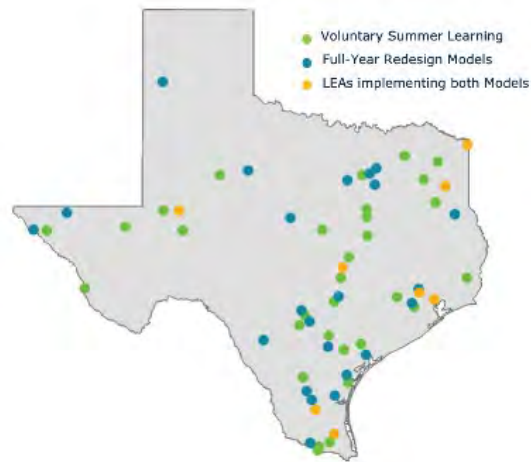 Voluntary Summer Learning
Full-Year Redesign Models
LEAs implementing both Models